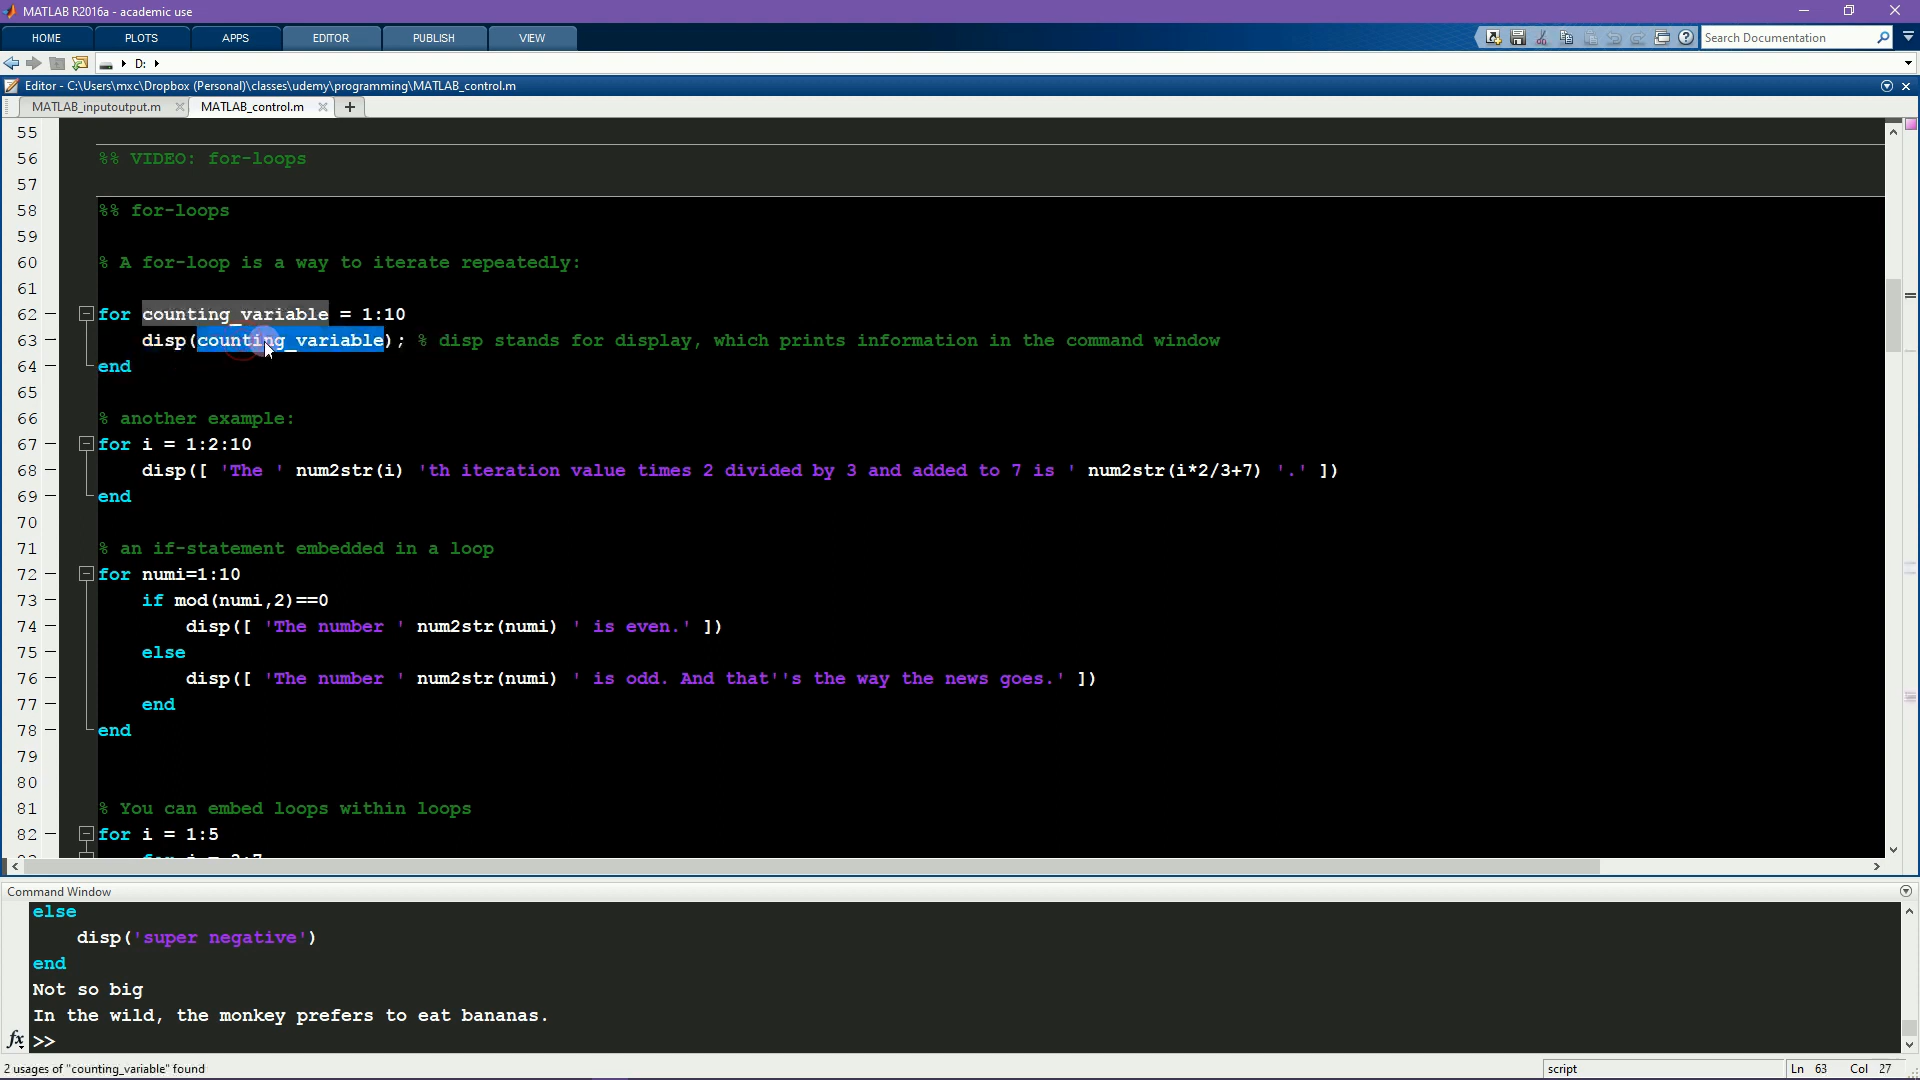 MATLAB R2016a - academic use
HOME PLOTS APPS EDITOR PUBLISH VIEW Search Documentation
D:
Editor - C:\Users\mxc\Dropbox (Personal)\classes\udemy\programming\MATLAB_control.m
MATLAB_inputoutput.m MATLAB_control.m
55
56 %% VIDEO: for-loops
57
58 %% for-loops
59
60 % A for-loop is a way to iterate repeatedly:
61
62 for counting_variable = 1:10
63 disp(counting_variable); % disp stands for display, which prints information in the command window
64 end
65
66 % another example:
67 for i = 1:2:10
68 disp([ 'The ' num2str(i) 'th iteration value times 2 divided by 3 and added to 7 is ' num2str(i*2/3+7) '.' ])
69 end
70
71 % an if-statement embedded in a loop
72 for numi=1:10
73 if mod(numi,2)==0
74 disp([ 'The number ' num2str(numi) ' is even.' ])
75 else
76 disp([ 'The number ' num2str(numi) ' is odd. And that''s the way the news goes.' ])
77 end
78 end
79
80
81 % You can embed loops within loops
82 for i = 1:5
Command Window
else
disp('super negative')
end
Not so big
In the wild, the monkey prefers to eat bananas.
fx >>
2 usages of "counting_variable" found script Ln 63 Col 27